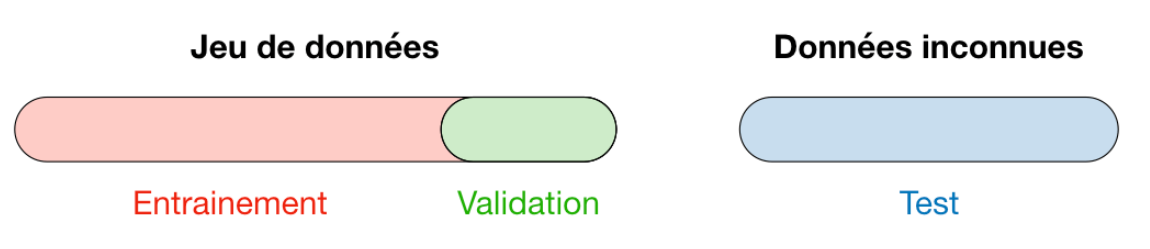 Jeu de données
Données inconnues
Entrainement
Validation
Test